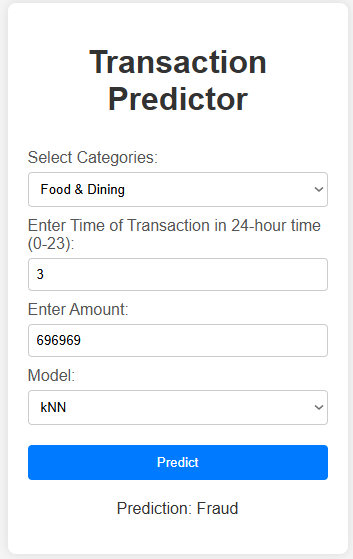 Transaction
Predictor
Select Categories:
Food & Dining
Enter Time of Transaction in 24-hour time
(0-23):
3
Enter Amount:
696969
Model:
kNN
Predict
Prediction: Fraud